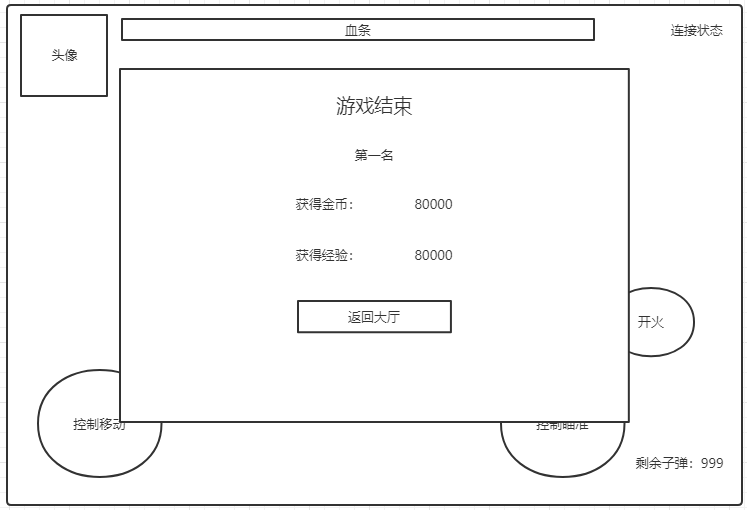 血条
连接状态
头像
游戏结束
第一名
获得金币： 80000
获得经验： 80000
返回大厅
开火
控制移动
控制瞄准
剩余子弹：999